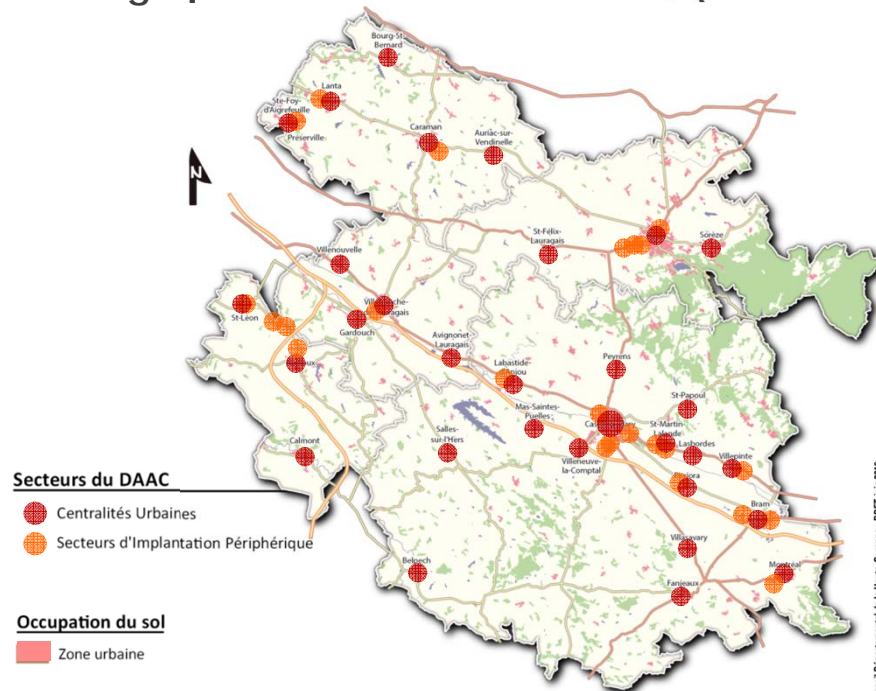 Bourg-St
Bernard
Lanta
Ste-Foy
d'Aigrefeuille
Préserville
Caraman
Auriac-sur
Vendinelle
St-Félix
Lauragais
Sorèze
Villenouvelle
St-Léon
Gardouch
Avignonet
Lauragais
Labastide
Anjou
Peyrens
St-Papoul
Mas-Saintes
Puelles
St-Martin
Lalande
Lasbordes
Villepinte
Salles
sur-l'Hers
Villeneuve
la-Comptal
Calmont
Bram
Villasavary
Belpech
Montréal
Fanjeaux
Secteurs du DAAC
Centralités Urbaines
Secteurs d'Implantation Périphérique
Occupation du sol
Zone urbaine